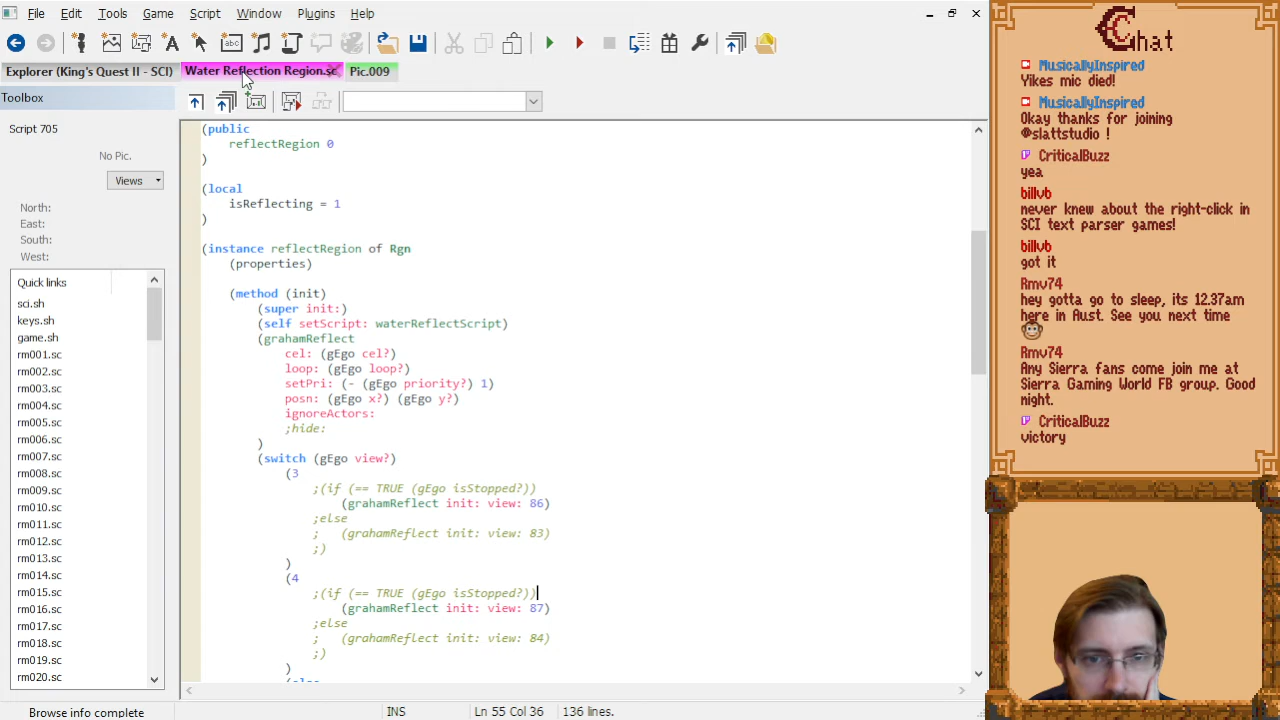 File Edit Tools Game Script Window Plugins Help
Explorer (King's Quest II - SCI) Water Reflection Region.sc Pic.009
Toolbox
Script 705
No Pic.
Views
North:
East:
South:
West:
Quick links
sci.sh
keys.sh
game.sh
rm001.sc
rm002.sc
rm003.sc
rm004.sc
rm005.sc
rm006.sc
rm007.sc
rm008.sc
rm009.sc
rm010.sc
rm011.sc
rm012.sc
rm013.sc
rm014.sc
rm015.sc
rm016.sc
rm017.sc
rm018.sc
rm019.sc
rm020.sc
(public
reflectRegion 0
)
(local
isReflecting = 1
)
(instance reflectRegion of Rgn
(properties)
(method (init)
(super init:)
(self setScript: waterReflectScript)
(grahamReflect
cel: (gEgo cel?)
loop: (gEgo loop?)
setPri: (- (gEgo priority?) 1)
posn: (gEgo x?) (gEgo y?)
ignoreActors:
;hide:
)
(switch (gEgo view?)
(3
;(if (== TRUE (gEgo isStopped?))
(grahamReflect init: view: 86)
;else
; (grahamReflect init: view: 83)
;)
)
(4
;(if (== TRUE (gEgo isStopped?))
(grahamReflect init: view: 87)
;else
; (grahamReflect init: view: 84)
;)
)
(else
Browse info complete INS Ln 55 Col 36 136 lines.
Chat
MusicallyInspired
Yikes mic died!
MusicallyInspired
Okay thanks for joining
@slattstudio !
CriticalBuzz
yea
billvb
never knew about the right-click in
SCI text parser games!
billvb
got it
Rmv74
hey gotta go to sleep, its 12.37am
here in Aust. See you next time
Rmv74
Any Sierra fans come join me at
Sierra Gaming World FB group. Good
night.
CriticalBuzz
victory